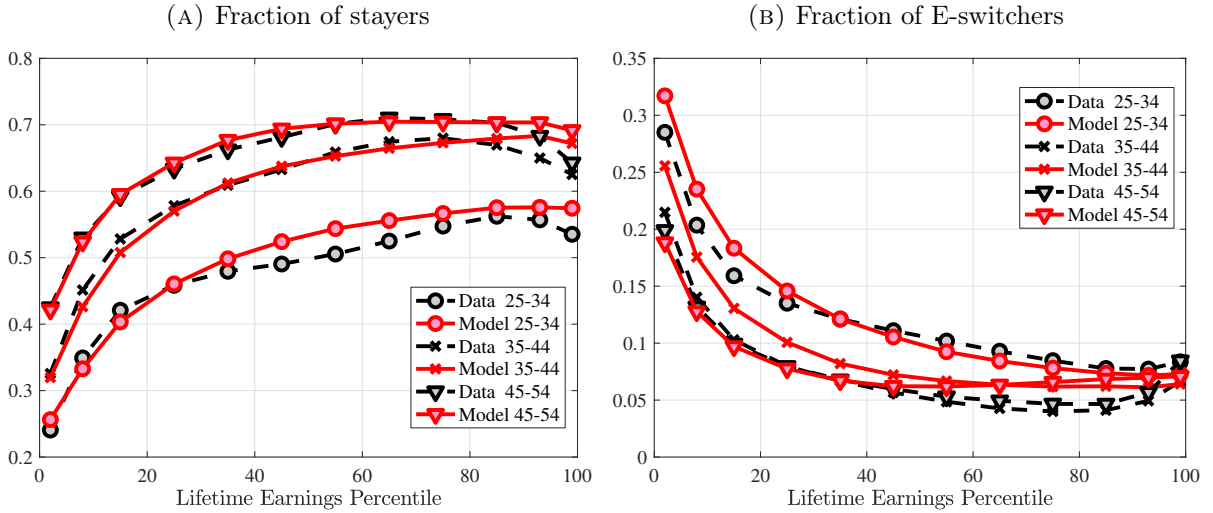 (A) Fraction of stayers
0.8
0.7
0.6
0.5
0.4
0.3
0.2
0 20 40 60 80 100
Lifetime Earnings Percentile
Data 25-34
Model 25-34
Data 35-44
Model 35-44
Data 45-54
Model 45-54
(B) Fraction of E-switchers
0.35
0.3
0.25
0.2
0.15
0.1
0.05
0
0 20 40 60 80 100
Lifetime Earnings Percentile
Data 25-34
Model 25-34
Data 35-44
Model 35-44
Data 45-54
Model 45-54